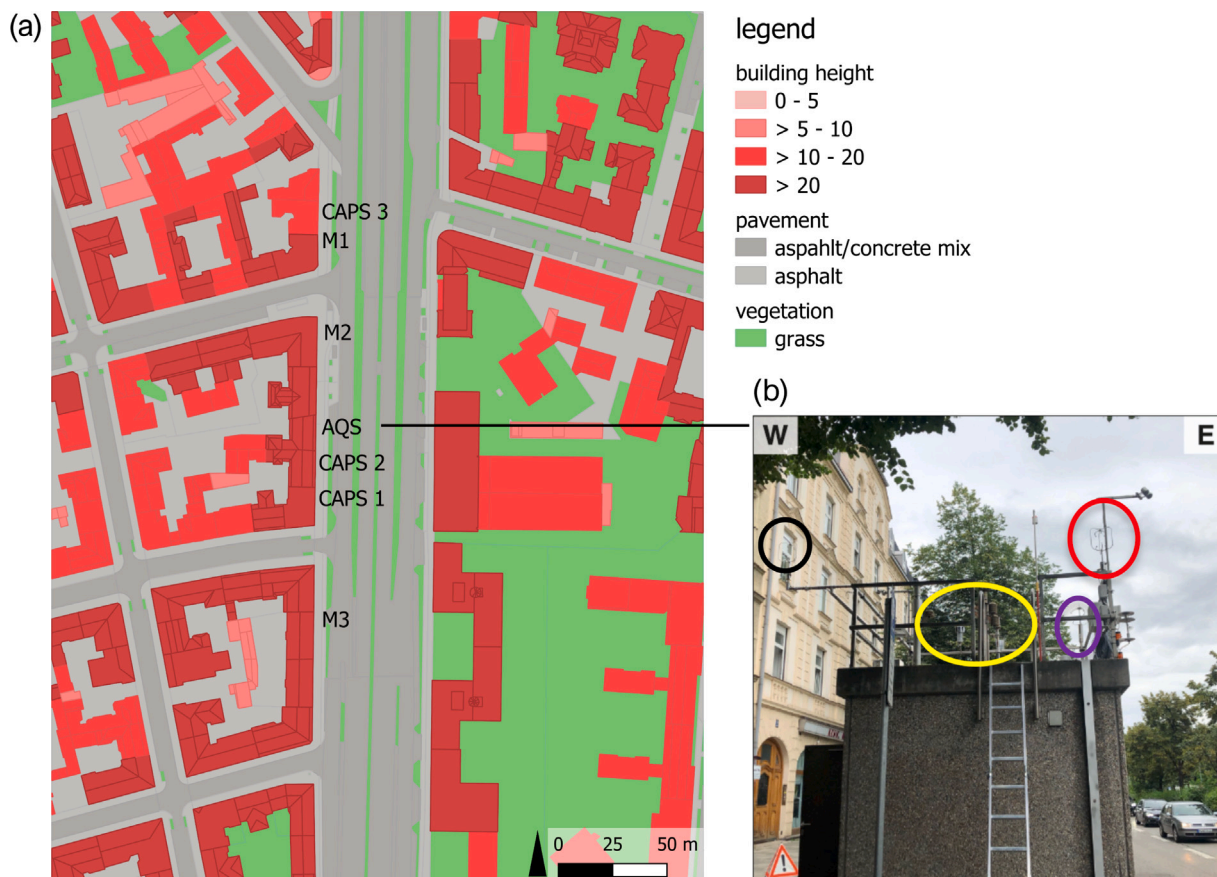 (a)
CAPS 3
M1
M2
AQS
CAPS 2
CAPS 1
M3
0 25 50 m
legend
building height
0 - 5
> 5 - 10
> 10 - 20
> 20
pavement
aspahlt/concrete mix
asphalt
vegetation
grass
(b)
W
E